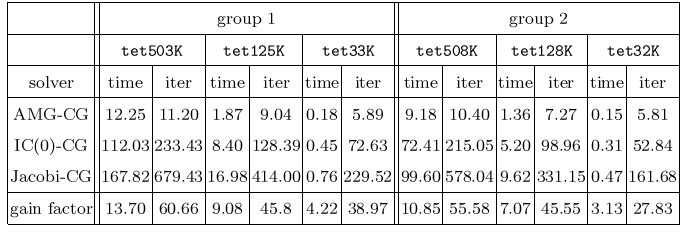 group 1 group 2
tet503K tet125K tet33K tet508K tet128K tet32K
solver time iter time iter time iter time iter time iter time iter
AMG-CG 12.25 11.20 1.87 9.04 0.18 5.89 9.18 10.40 1.36 7.27 0.15 5.81
IC(0)-CG 112.03 233.43 8.40 128.39 0.45 72.63 72.41 215.05 5.20 98.96 0.31 52.84
Jacobi-CG 167.82 679.43 16.98 414.00 0.76 229.52 99.60 578.04 9.62 331.15 0.47 161.68
gain factor 13.70 60.66 9.08 45.8 4.22 38.97 10.85 55.58 7.07 45.55 3.13 27.83